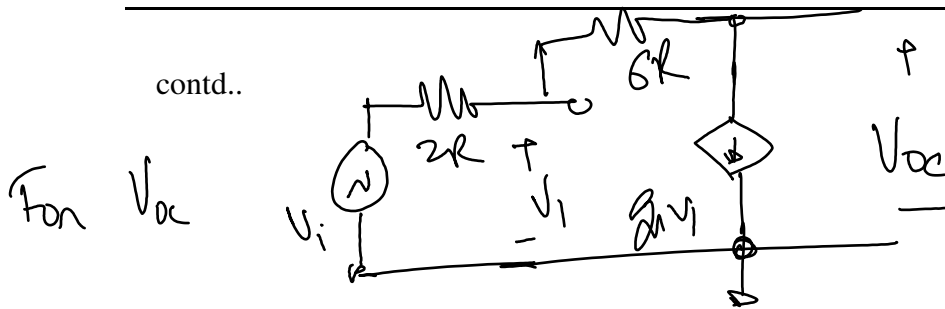 contd..
6R
2R
+
+
For Voc
Vi
V1
gmv1
Voc
-
-